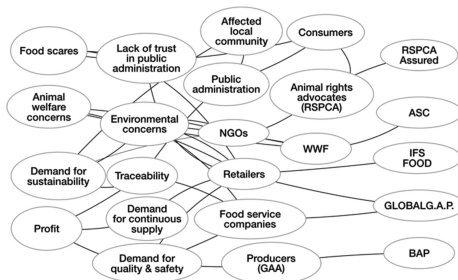 Food scares
Lack of trust
in public
administration
Affected
local
community
Consumers
RSPCA
Assured
Public
administration
Animal rights
advocates
(RSPCA)
Animal
welfare
concerns
Environmental
concerns
NGOs
WWF
ASC
IFS
FOOD
Demand for
sustainability
Traceability
Retailers
GLOBALG.A.P.
Profit
Demand
for continuous
supply
Food service
companies
Demand for
quality & safety
Producers
(GAA)
BAP